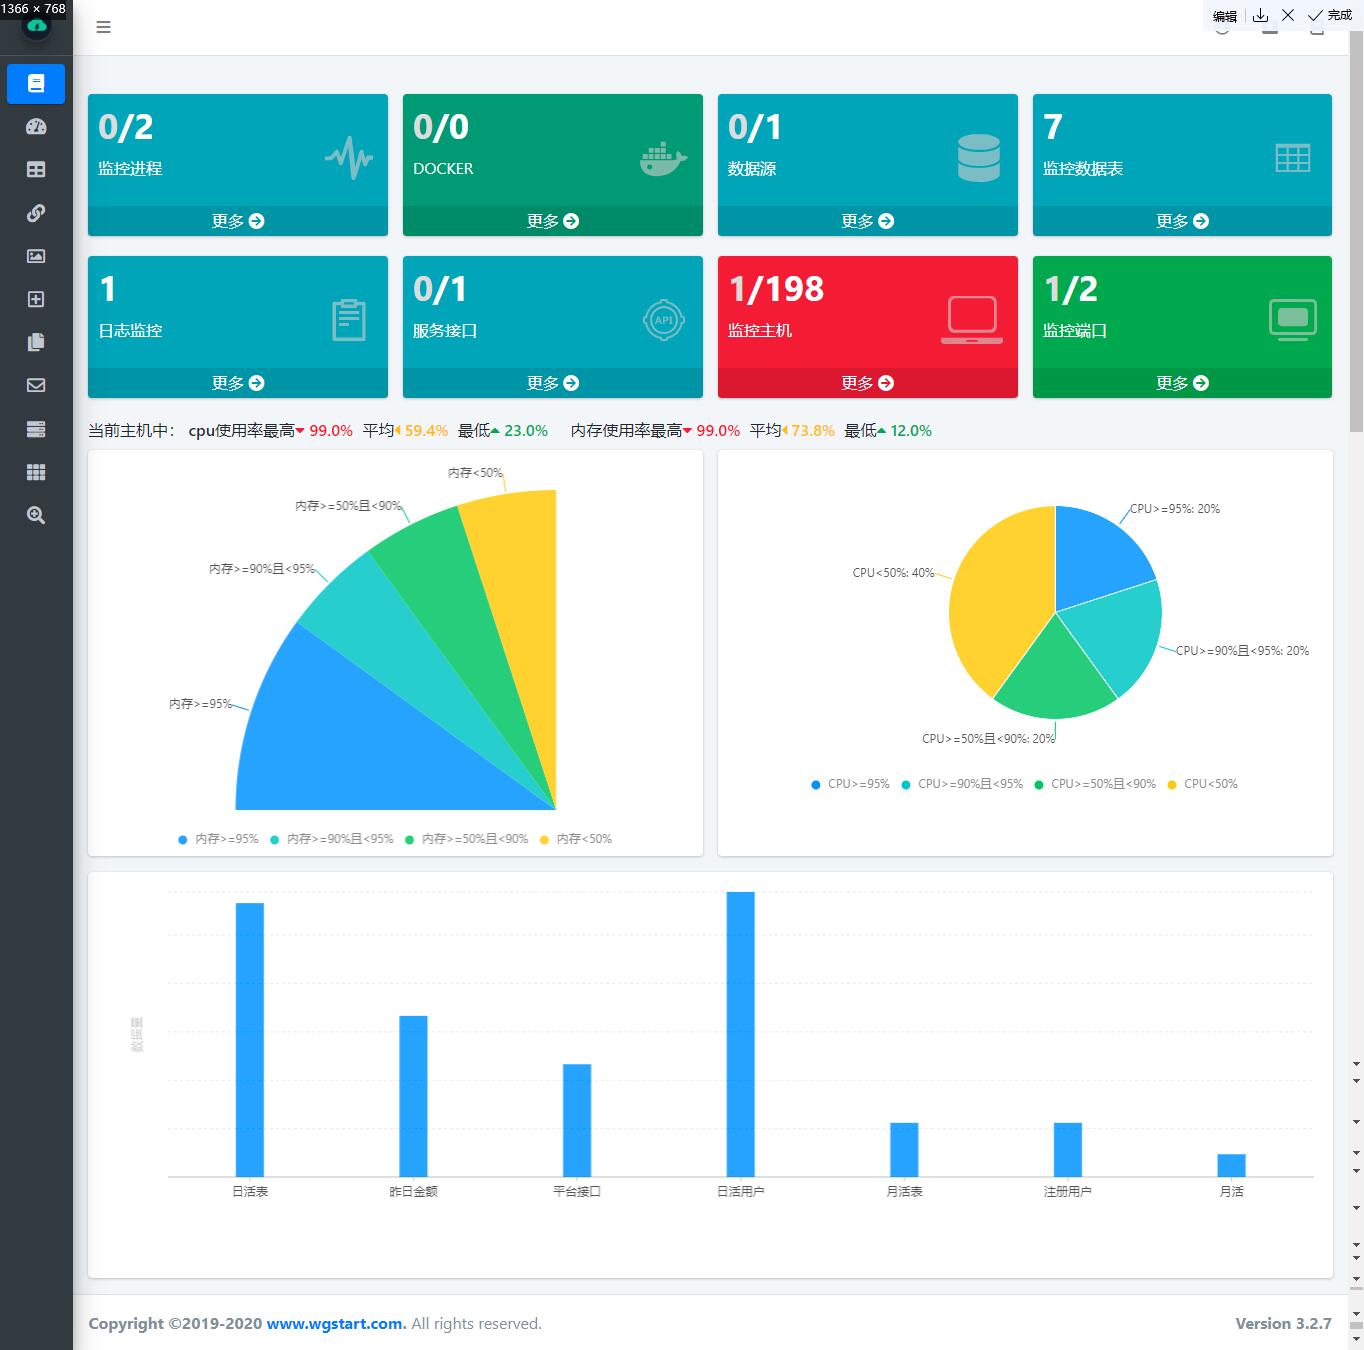 1366 × 768
编辑 完成
0/2
监控进程
更多
0/0
DOCKER
更多
0/1
数据源
更多
7
监控数据表
更多
1
日志监控
更多
0/1
服务接口
API
更多
1/198
监控主机
更多
1/2
监控端口
更多
当前主机中： cpu使用率最高 99.0% 平均 59.4% 最低 23.0% 内存使用率最高 99.0% 平均 73.8% 最低 12.0%
内存<50%
内存>=50%且<90%
内存>=90%且<95%
内存>=95%
内存>=95% 内存>=90%且<95% 内存>=50%且<90% 内存<50%
CPU>=95%: 20%
CPU<50%: 40%
CPU>=90%且<95%: 20%
CPU>=50%且<90%: 20%
CPU>=95% CPU>=90%且<95% CPU>=50%且<90% CPU<50%
数据量
日活表 昨日金额 平台接口 日活用户 月活表 注册用户 月活
Copyright ©2019-2020 www.wgstart.com. All rights reserved.
Version 3.2.7